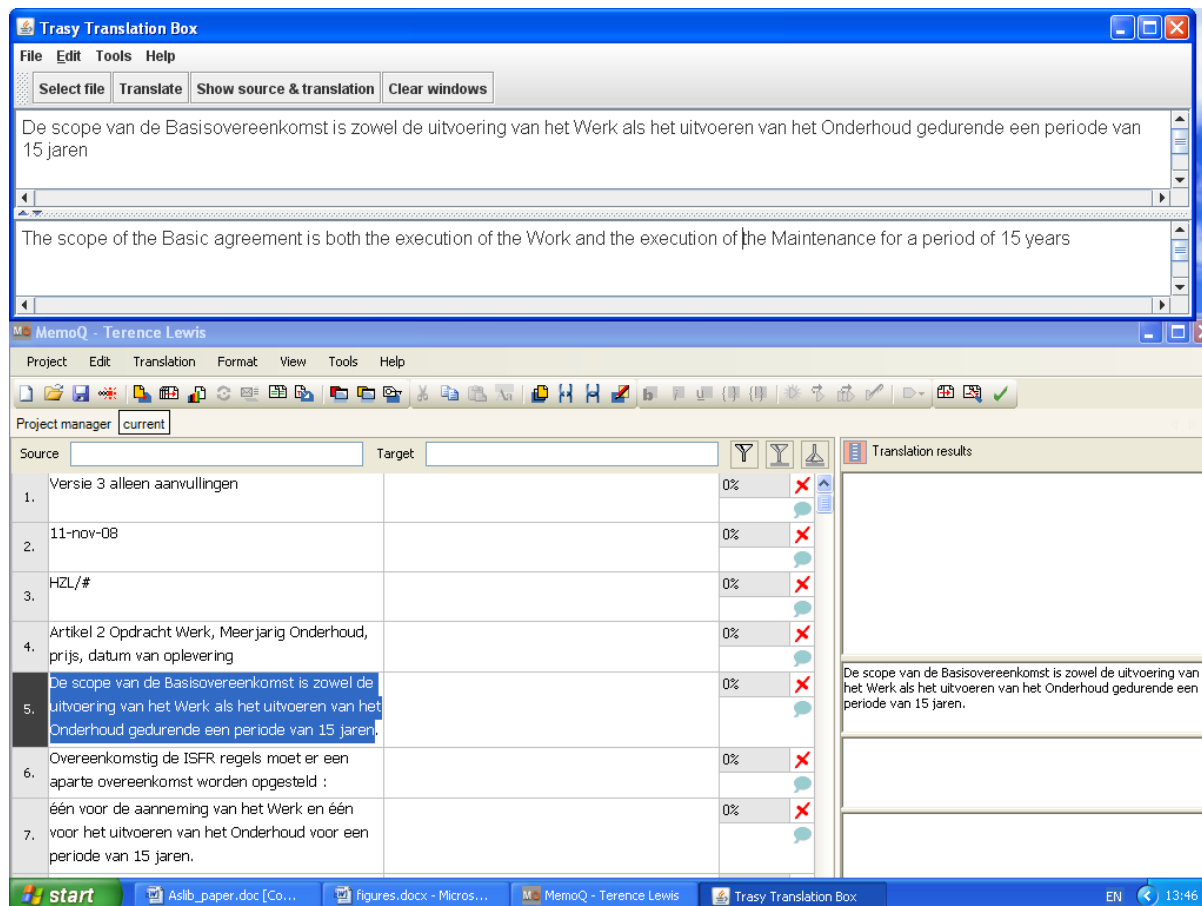 Trasy Translation Box
File Edit Tools Help
Select file Translate Show source & translation Clear windows
De scope van de Basisovereenkomst is zowel de uitvoering van het Werk als het uitvoeren van het Onderhoud gedurende een periode van
15 jaren
The scope of the Basic agreement is both the execution of the Work and the execution of the Maintenance for a period of 15 years
MemoQ - Terence Lewis
Project Edit Translation Format View Tools Help
Project manager current
Source Target Translation results
1. Versie 3 alleen aanvullingen 0%
2. 11-nov-08 0%
3. HZL/# 0%
4. Artikel 2 Opdracht Werk, Meerjarig Onderhoud, 0%
prijs, datum van oplevering
5. De scope van de Basisovereenkomst is zowel de 0%
uitvoering van het Werk als het uitvoeren van het
Onderhoud gedurende een periode van 15 jaren.
De scope van de Basisovereenkomst is zowel de uitvoering van
het Werk als het uitvoeren van het Onderhoud gedurende een
periode van 15 jaren.
6. Overeenkomstig de ISFR regels moet er een 0%
aparte overeenkomst worden opgesteld :
7. één voor de aanneming van het Werk en één 0%
voor het uitvoeren van het Onderhoud voor een
periode van 15 jaren.
start Aslib_paper.doc [Co... figures.docx - Micros... MemoQ - Terence Lewis Trasy Translation Box EN 13:46